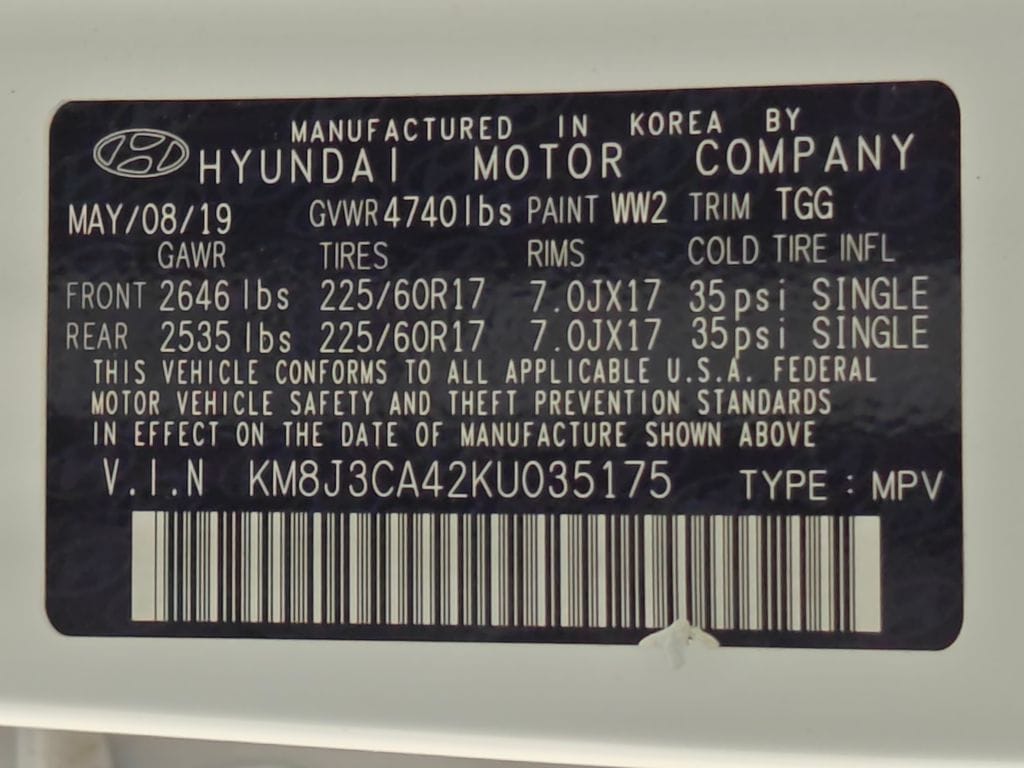 MANUFACTURED IN KOREA BY
HYUNDAI MOTOR COMPANY
MAY/08/19 GVWR 4740lbs PAINT WW2 TRIM TGG
GAWR TIRES RIMS COLD TIRE INFL
FRONT 2646 lbs 225/60R17 7.0JX17 35psi SINGLE
REAR 2535 lbs 225/60R17 7.0JX17 35psi SINGLE
THIS VEHICLE CONFORMS TO ALL APPLICABLE U.S.A. FEDERAL
MOTOR VEHICLE SAFETY AND THEFT PREVENTION STANDARDS
IN EFFECT ON THE DATE OF MANUFACTURE SHOWN ABOVE
V.I.N KM8J3CA42KU035175 TYPE : MPV